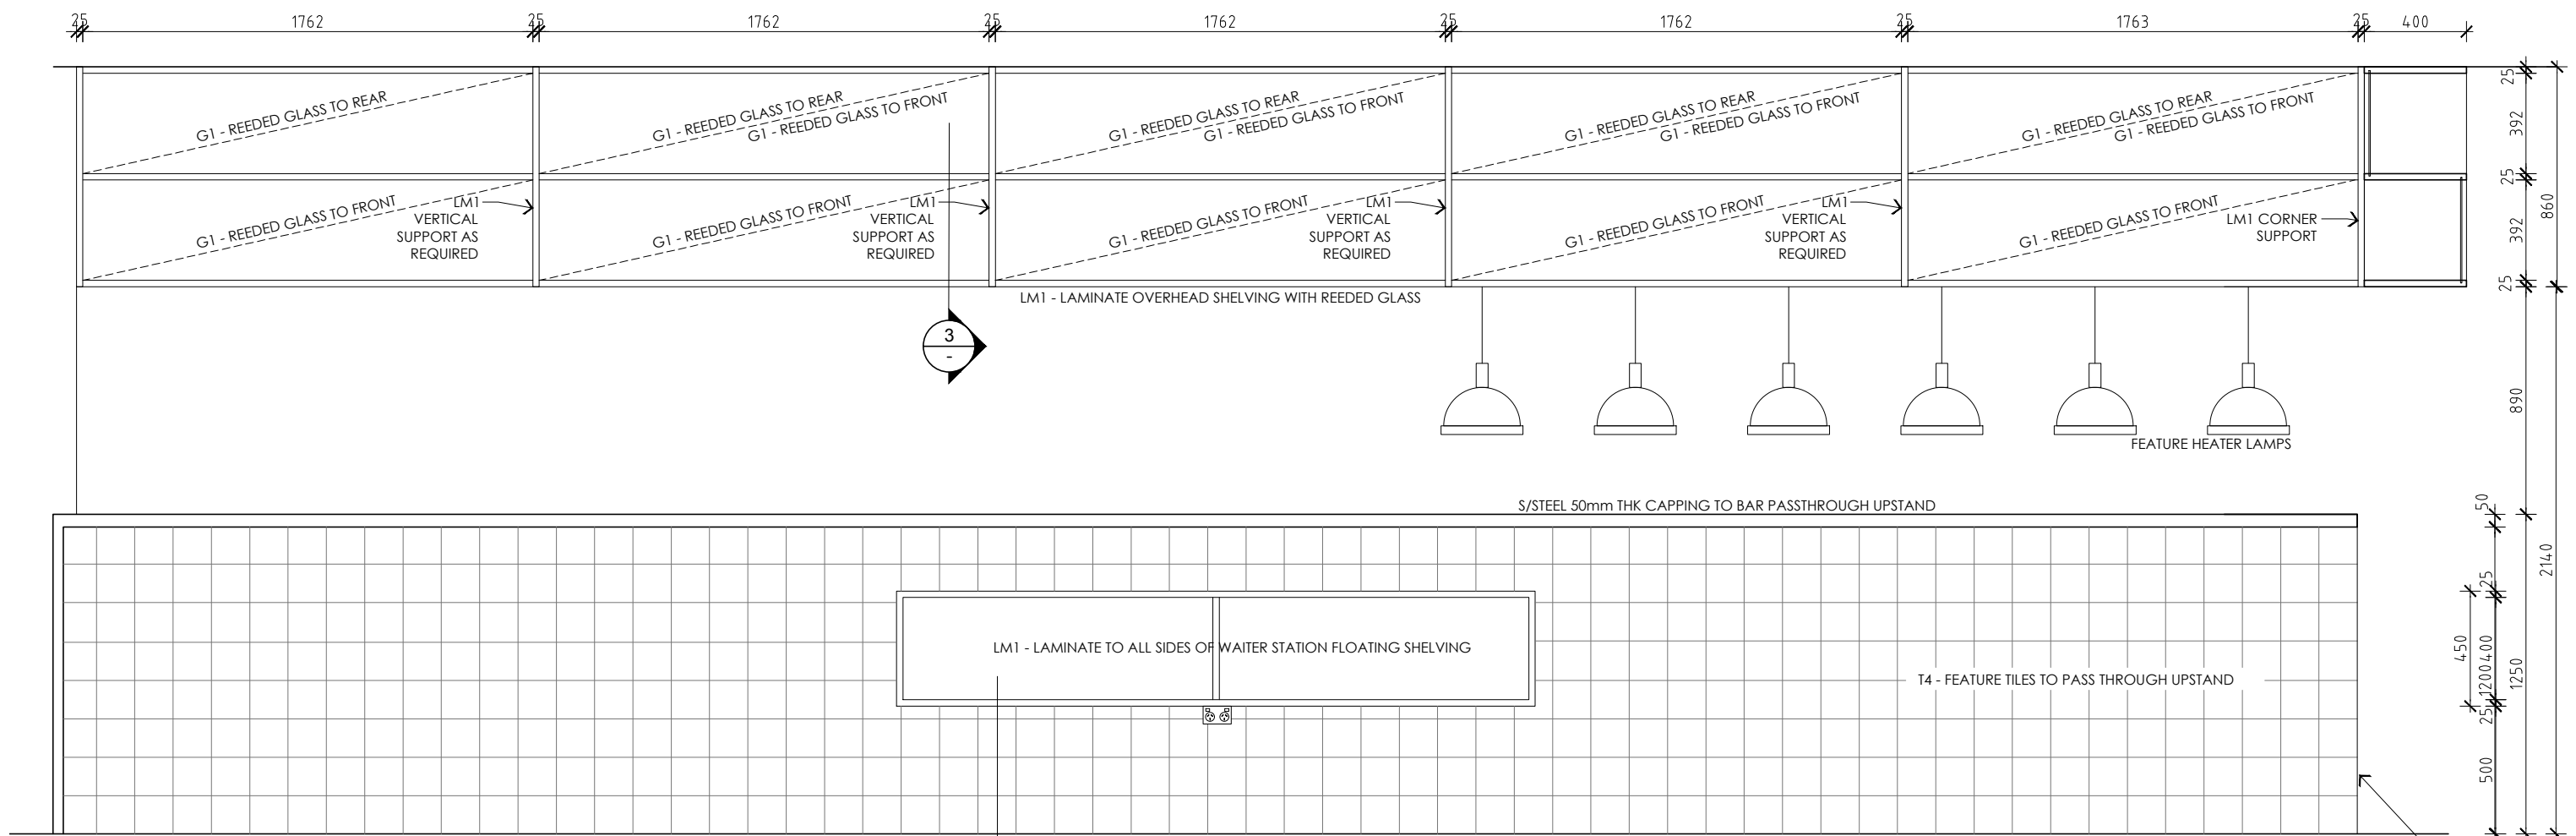 25 1762 25 1762 25 1762 25 1762 25 1763 25 400
G1 - REEDED GLASS TO REAR
G1 - REEDED GLASS TO REAR
G1 - REEDED GLASS TO FRONT
G1 - REEDED GLASS TO REAR
G1 - REEDED GLASS TO FRONT
G1 - REEDED GLASS TO REAR
G1 - REEDED GLASS TO FRONT
G1 - REEDED GLASS TO REAR
G1 - REEDED GLASS TO FRONT
25
392
25
392
25
860
G1 - REEDED GLASS TO FRONT
LM1
VERTICAL
SUPPORT AS
REQUIRED
G1 - REEDED GLASS TO FRONT
LM1
VERTICAL
SUPPORT AS
REQUIRED
G1 - REEDED GLASS TO FRONT
LM1
VERTICAL
SUPPORT AS
REQUIRED
G1 - REEDED GLASS TO FRONT
LM1
VERTICAL
SUPPORT AS
REQUIRED
G1 - REEDED GLASS TO FRONT
LM1 CORNER
SUPPORT
LM1 - LAMINATE OVERHEAD SHELVING WITH REEDED GLASS
3
-
890
FEATURE HEATER LAMPS
S/STEEL 50mm THK CAPPING TO BAR PASSTHROUGH UPSTAND
50
2140
25
LM1 - LAMINATE TO ALL SIDES OF WAITER STATION FLOATING SHELVING
T4 - FEATURE TILES TO PASS THROUGH UPSTAND
450
400
1200
1250
25
500